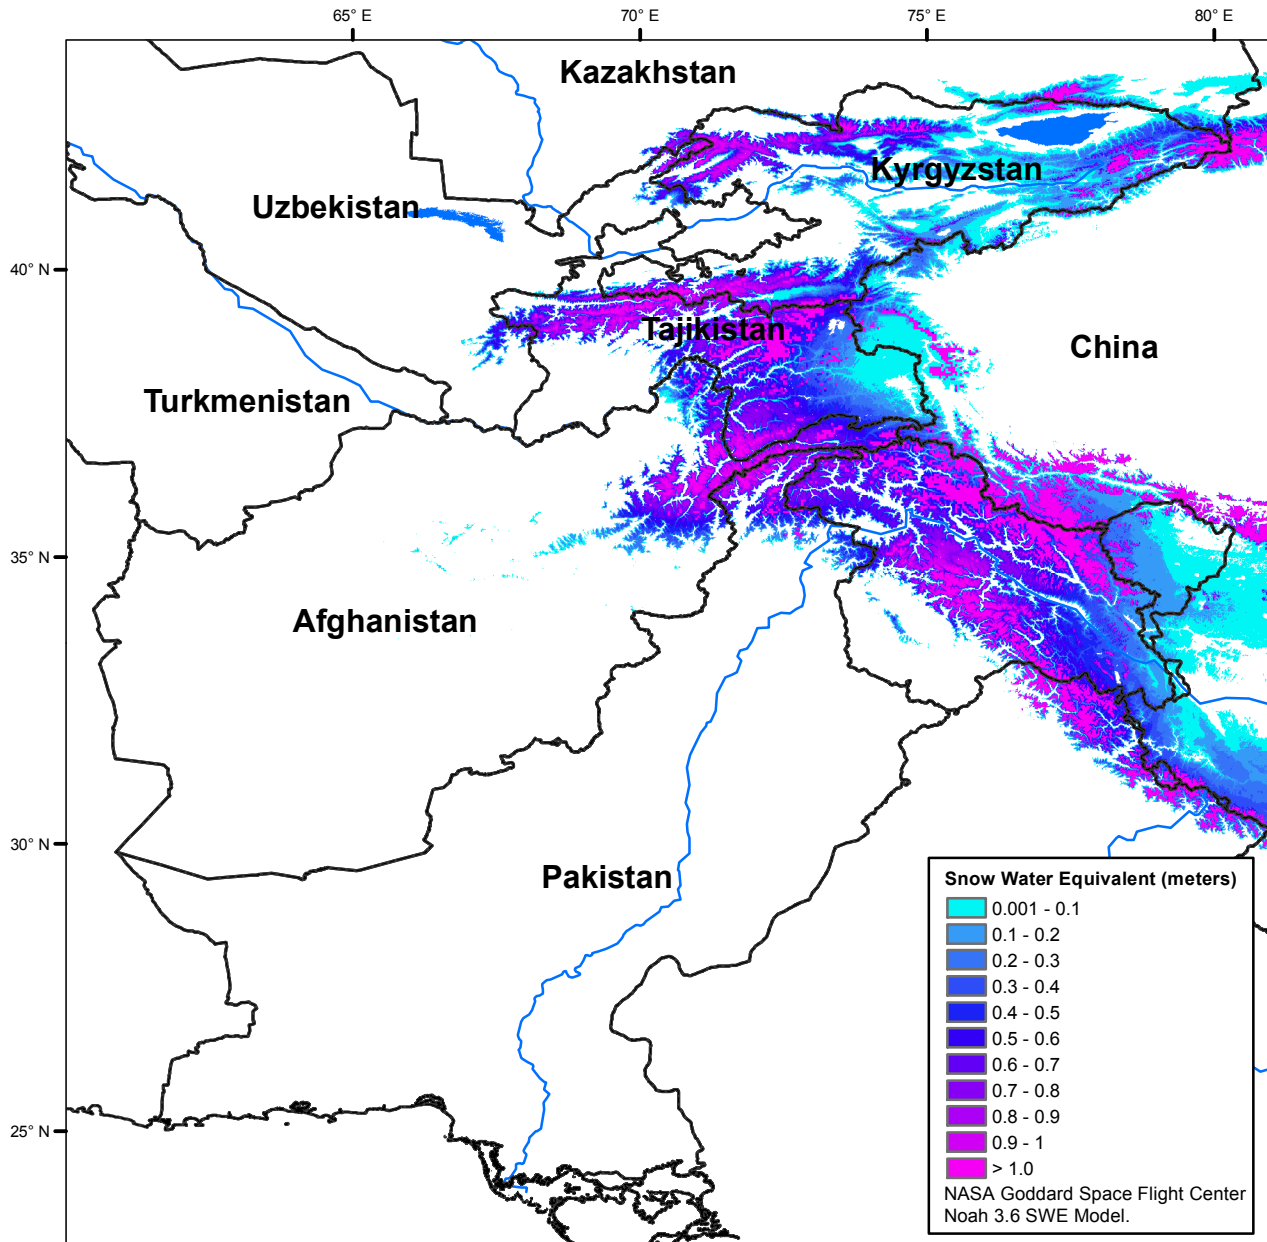 65° E
70° E
75° E
80° E
Kazakhstan
Kyrgyzstan
Uzbekistan
40° N
Tajikistan
China
Turkmenistan
35° N
Afghanistan
30° N
Pakistan
25° N
Snow Water Equivalent (meters)
0.001 - 0.1
0.1 - 0.2
0.2 - 0.3
0.3 - 0.4
0.4 - 0.5
0.5 - 0.6
0.6 - 0.7
0.7 - 0.8
0.8 - 0.9
0.9 - 1
> 1.0
NASA Goddard Space Flight Center
Noah 3.6 SWE Model.